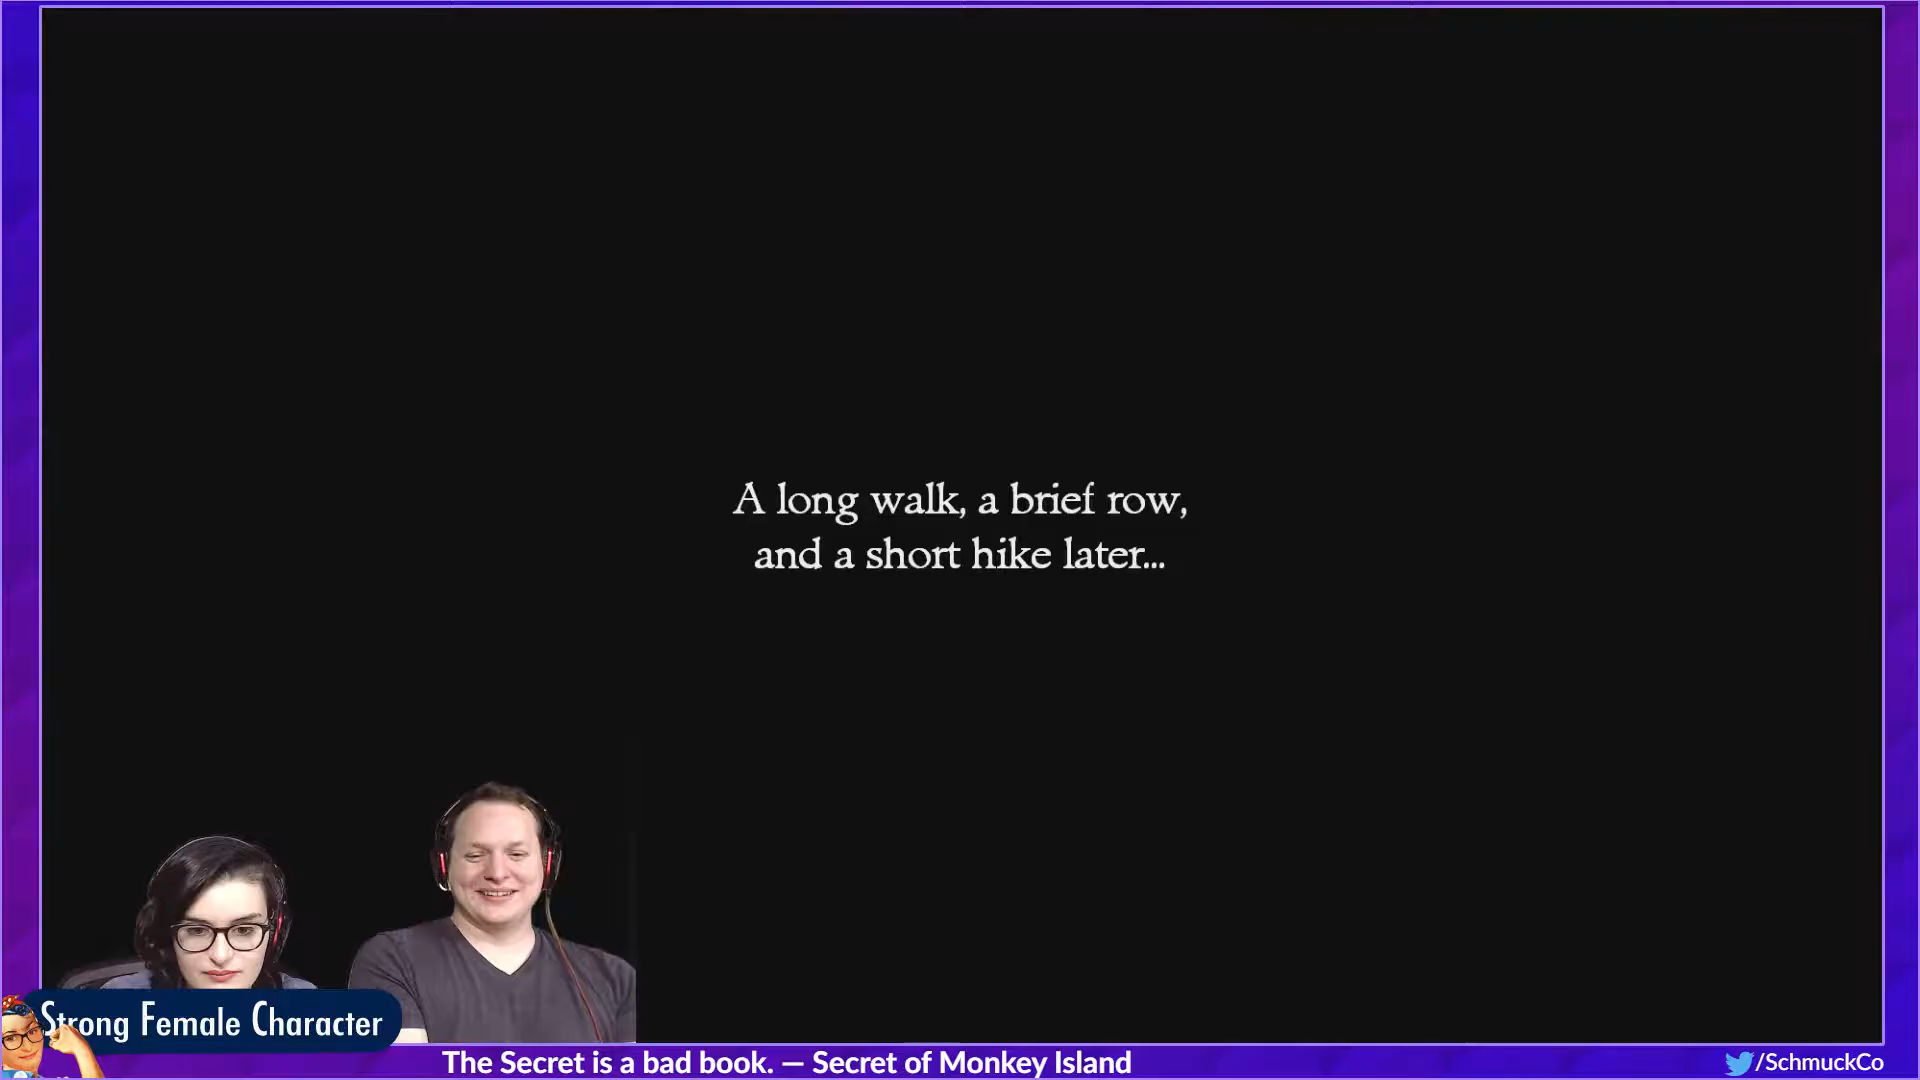 A long walk, a brief row,
and a short hike later...
Strong Female Character
The Secret is a bad book. — Secret of Monkey Island
/SchmuckCo